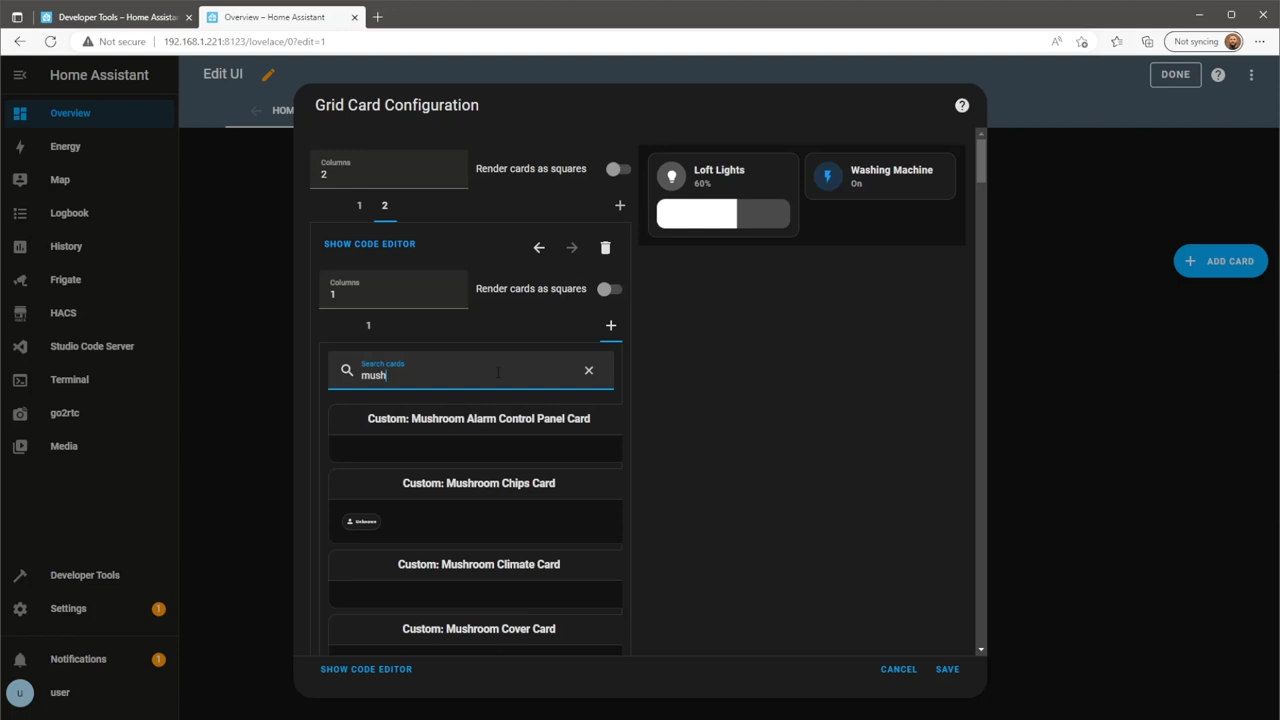 Developer Tools – Home Assistan
Overview – Home Assistant
Not secure
192.168.1.221:8123/lovelace/0?edit=1
Not syncing
Home Assistant
Edit UI
DONE
HOM
Overview
Energy
Map
Logbook
History
Frigate
HACS
Studio Code Server
Terminal
go2rtc
Media
Developer Tools
Settings
1
Notifications
1
u
user
Grid Card Configuration
Columns
2
Render cards as squares
1
2
SHOW CODE EDITOR
Columns
1
Render cards as squares
1
Search cards
mush
Custom: Mushroom Alarm Control Panel Card
Custom: Mushroom Chips Card
Unknown
Custom: Mushroom Climate Card
Custom: Mushroom Cover Card
Loft Lights
60%
Washing Machine
On
ADD CARD
SHOW CODE EDITOR
CANCEL
SAVE